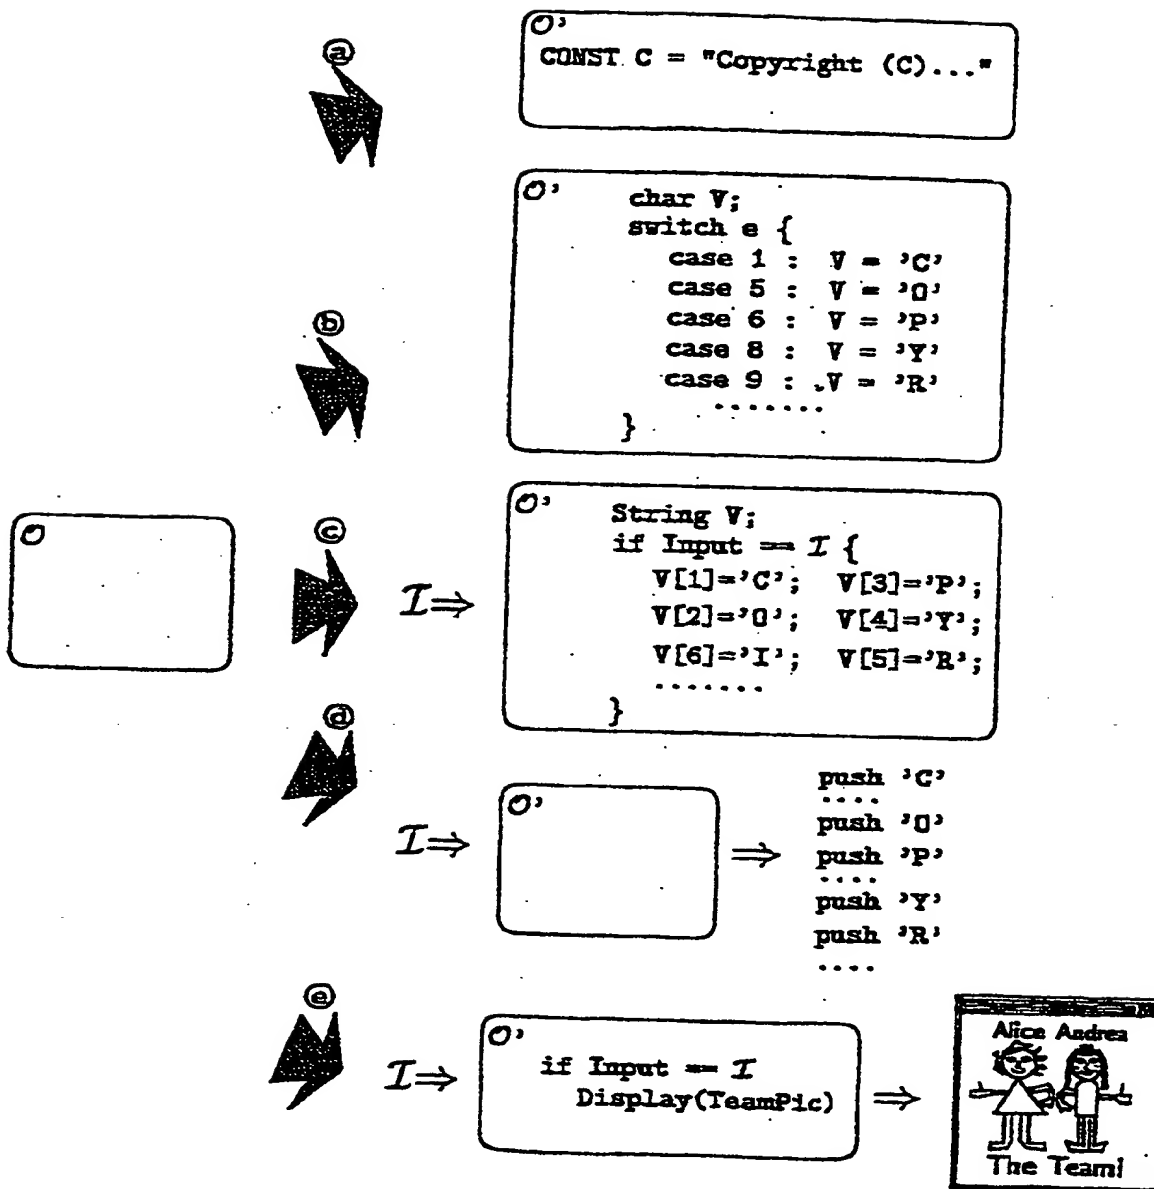 ⓐ
O'
CONST C = "Copyright (C)..."
O'
char V;
switch e {
case 1 : V = 'C'
case 5 : V = 'O'
case 6 : V = 'P'
case 8 : V = 'Y'
case 9 : V = 'R'
.......
}
ⓑ
O
ⓒ
I⇒
O'
String V;
if Input == I {
V[1]='C'; V[3]='P';
V[2]='O'; V[4]='Y';
V[6]='I'; V[5]='R';
.......
}
ⓓ
I⇒
O'
⇒
push 'C'
....
push 'O'
push 'P'
....
push 'Y'
push 'R'
....
ⓔ
I⇒
O'
if Input == I
Display(TeamPic)
⇒
Alice Andrea
The Team!